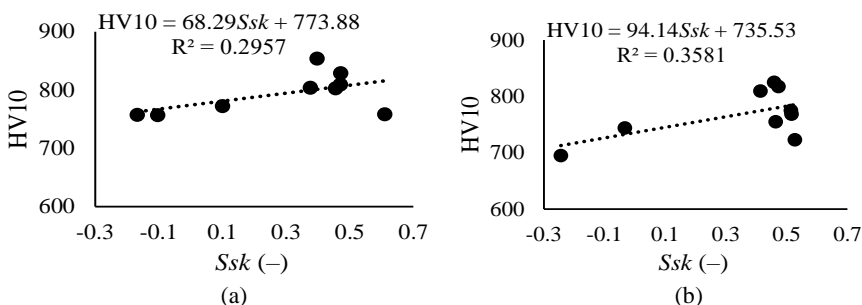 HV10 = 68.29Ssk + 773.88
R² = 0.2957
900
800
700
600
HV10
-0.3 -0.1 0.1 0.3 0.5 0.7
Ssk (–)
(a)
HV10 = 94.14Ssk + 735.53
R² = 0.3581
900
800
700
600
HV10
-0.3 -0.1 0.1 0.3 0.5 0.7
Ssk (–)
(b)